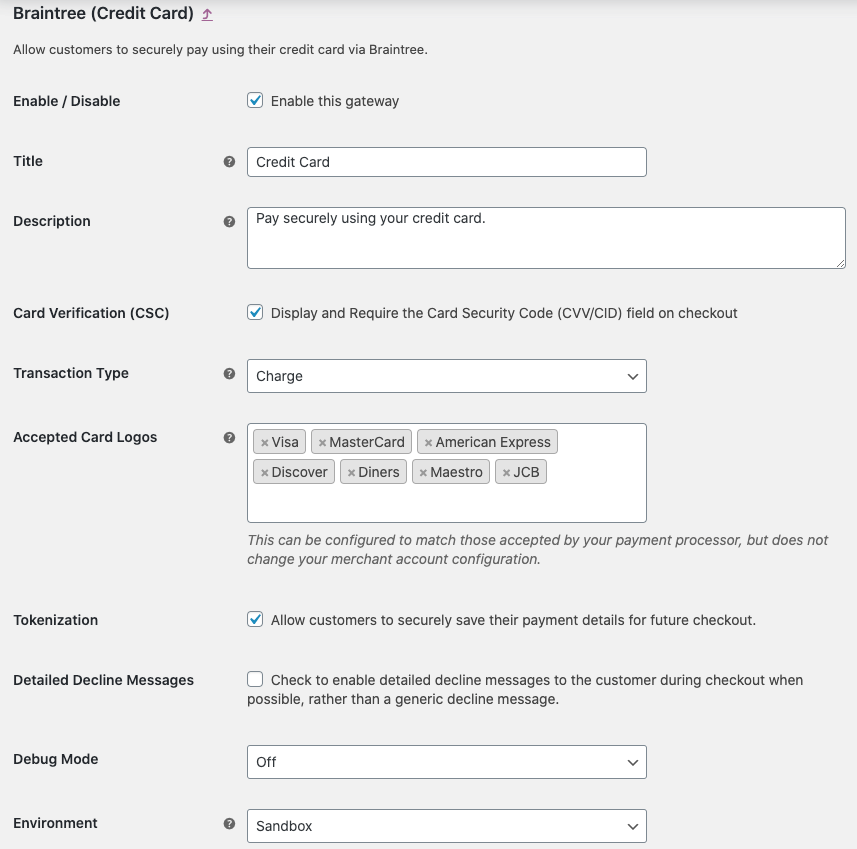 Braintree (Credit Card)
Allow customers to securely pay using their credit card via Braintree.
Enable / Disable
Enable this gateway
Title
Credit Card
Description
Pay securely using your credit card.
Card Verification (CSC)
Display and Require the Card Security Code (CVV/CID) field on checkout
Transaction Type
Charge
Accepted Card Logos
× Visa × MasterCard × American Express
× Discover × Diners × Maestro × JCB
This can be configured to match those accepted by your payment processor, but does not
change your merchant account configuration.
Tokenization
Allow customers to securely save their payment details for future checkout.
Detailed Decline Messages
Check to enable detailed decline messages to the customer during checkout when
possible, rather than a generic decline message.
Debug Mode
Off
Environment
Sandbox